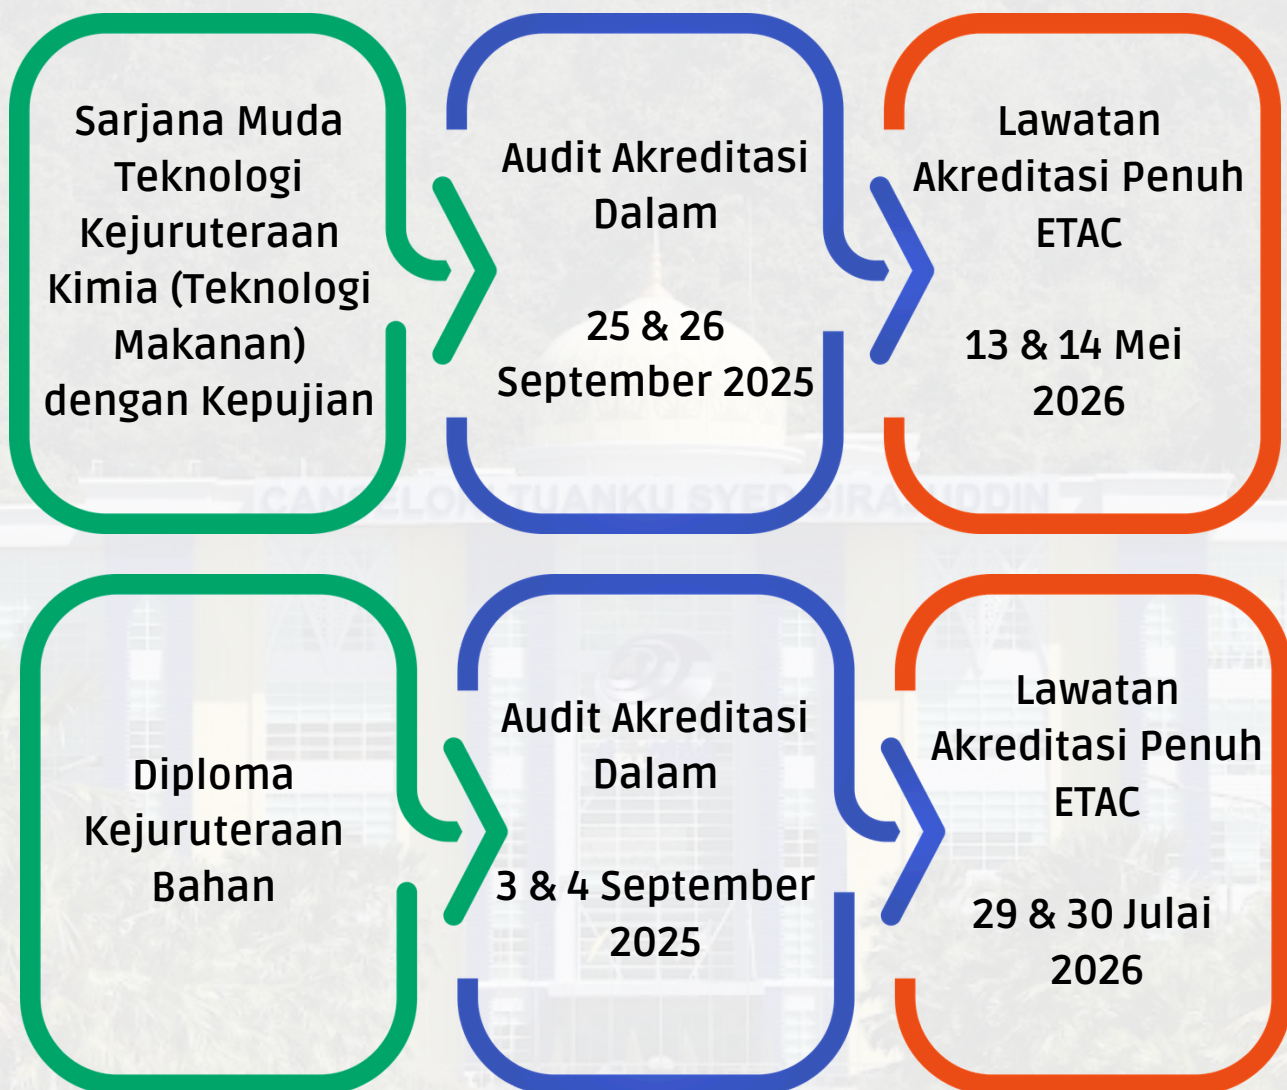 Sarjana Muda
Teknologi
Kejuruteraan
Kimia (Teknologi
Makanan)
dengan Kepujian
Audit Akreditasi
Dalam
25 & 26
September 2025
Lawatan
Akreditasi Penuh
ETAC
13 & 14 Mei
2026
TUANKU SYED
Diploma
Kejuruteraan
Bahan
Audit Akreditasi
Dalam
3 & 4 September
2025
Lawatan
Akreditasi Penuh
ETAC
29 & 30 Julai
2026